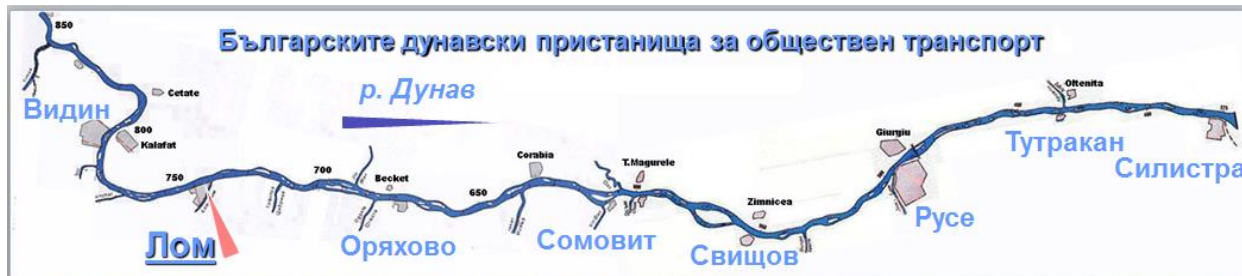 Българските дунавски пристанища за обществен транспорт
850
р. Дунав
Cetate
Видин
800
Kalafat
Oltenita
Тутракан
Силистра
Giurgiu
Corabia
T.Magurele
750
700
Becket
650
Zimnicea
Русе
Лом
Оряхово
Сомовит
Свищов